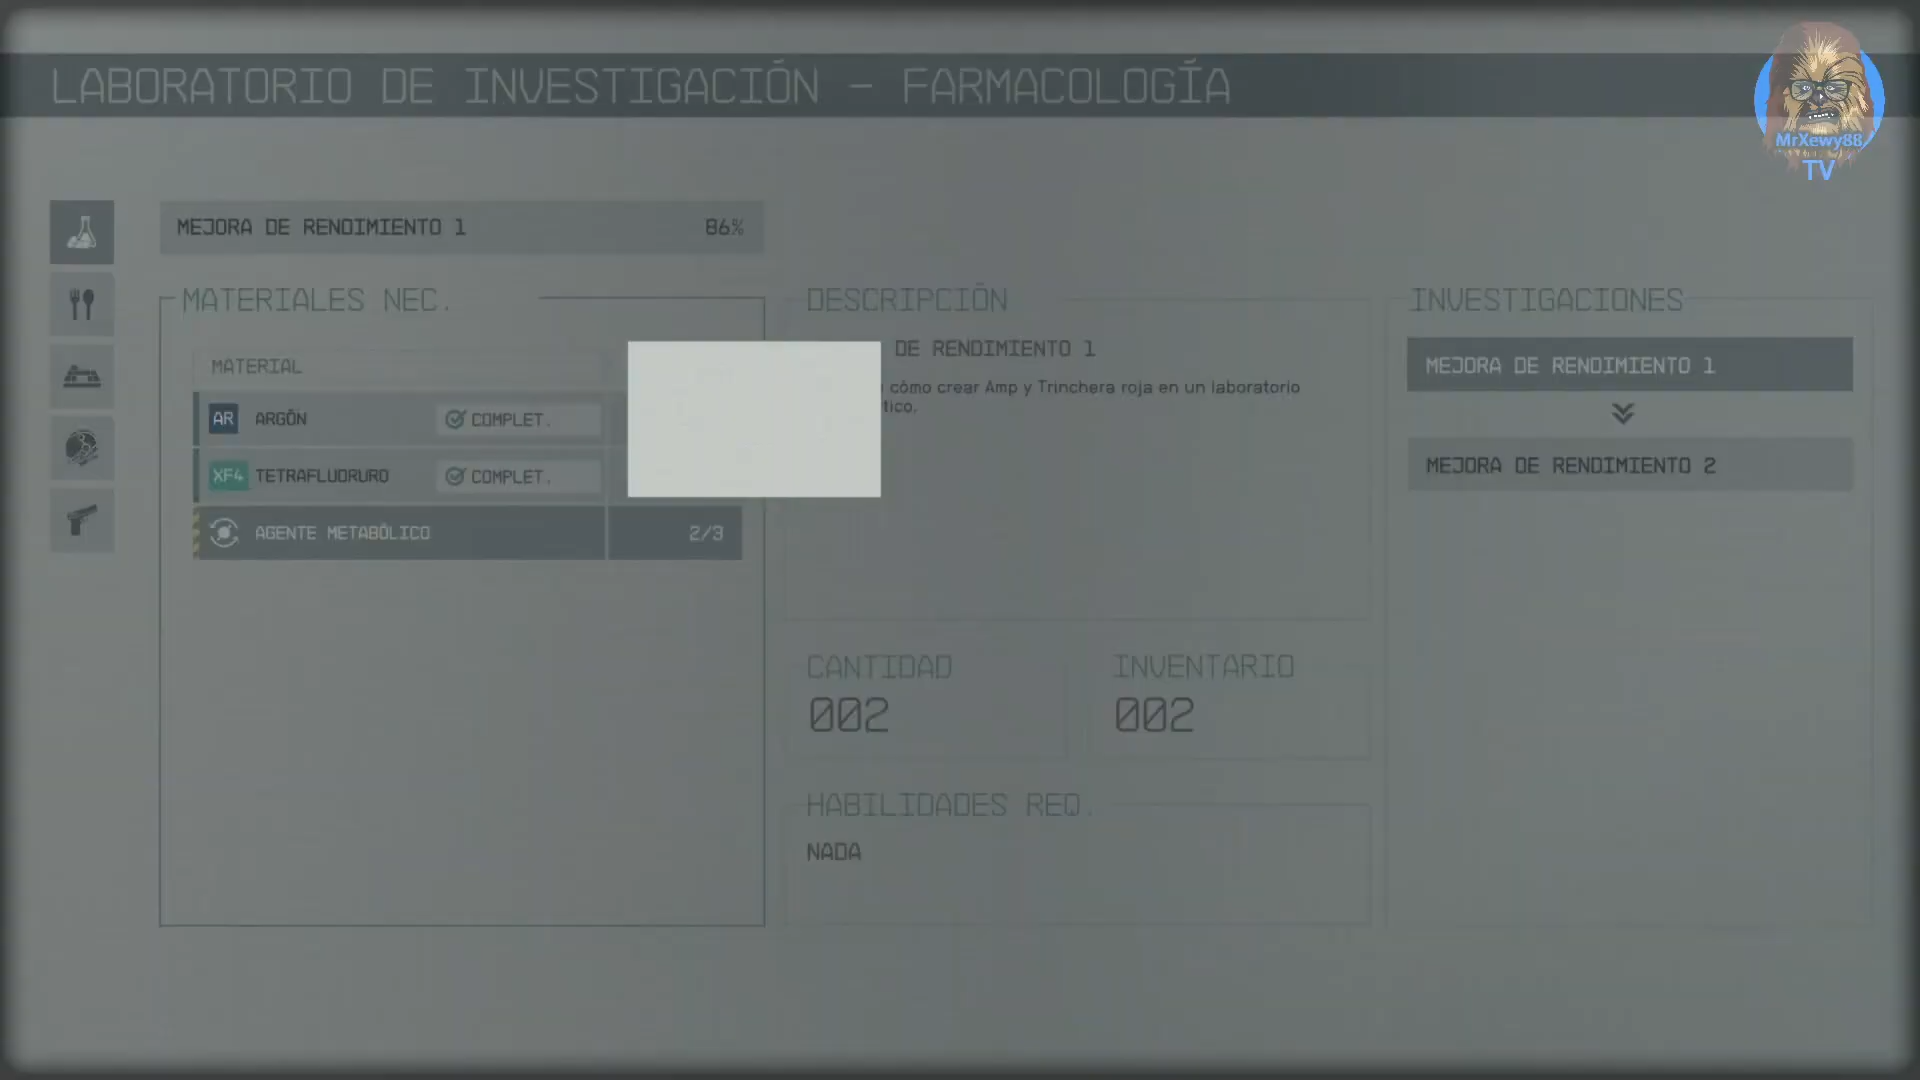 LABORATORIO DE INVESTIGACIÓN - FARMACOLOGÍA
MrXewy88
TV
MEJORA DE RENDIMIENTO 1 86%
MATERIALES NEC.
MATERIAL
AR ARGÓN COMPLET.
XF4 TETRAFLUORURO COMPLET.
AGENTE METABÓLICO 2/3
DESCRIPCIÓN
DE RENDIMIENTO 1
cómo crear Amp y Trinchera roja en un laboratorio
tico.
CANTIDAD
002
INVENTARIO
002
HABILIDADES REQ.
NADA
INVESTIGACIONES
MEJORA DE RENDIMIENTO 1
MEJORA DE RENDIMIENTO 2